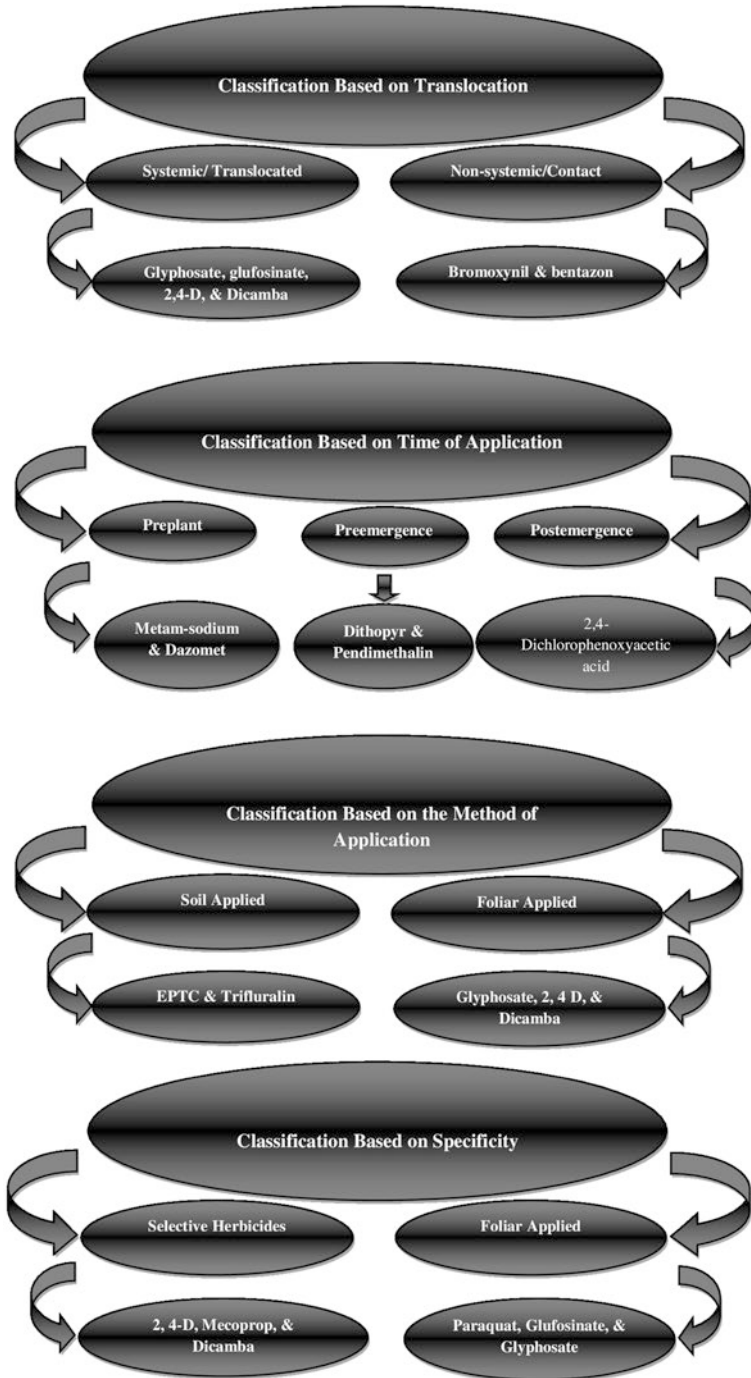 Classification Based on Translocation
Systemic/ Translocated
Non-systemic/Contact
Glyphosate, glufosinate,
2,4-D, & Dicamba
Bromoxynil & bentazon
Classification Based on Time of Application
Preplant
Preemergence
Postemergence
Metam-sodium
& Dazomet
Dithopyr &
Pendimethalin
2,4-
Dichlorophenoxyacetic
acid
Classification Based on the Method of
Application
Soil Applied
Foliar Applied
EPTC & Trifluralin
Glyphosate, 2, 4 D, &
Dicamba
Classification Based on Specificity
Selective Herbicides
Foliar Applied
2, 4-D, Mecoprop, &
Dicamba
Paraquat, Glufosinate, &
Glyphosate